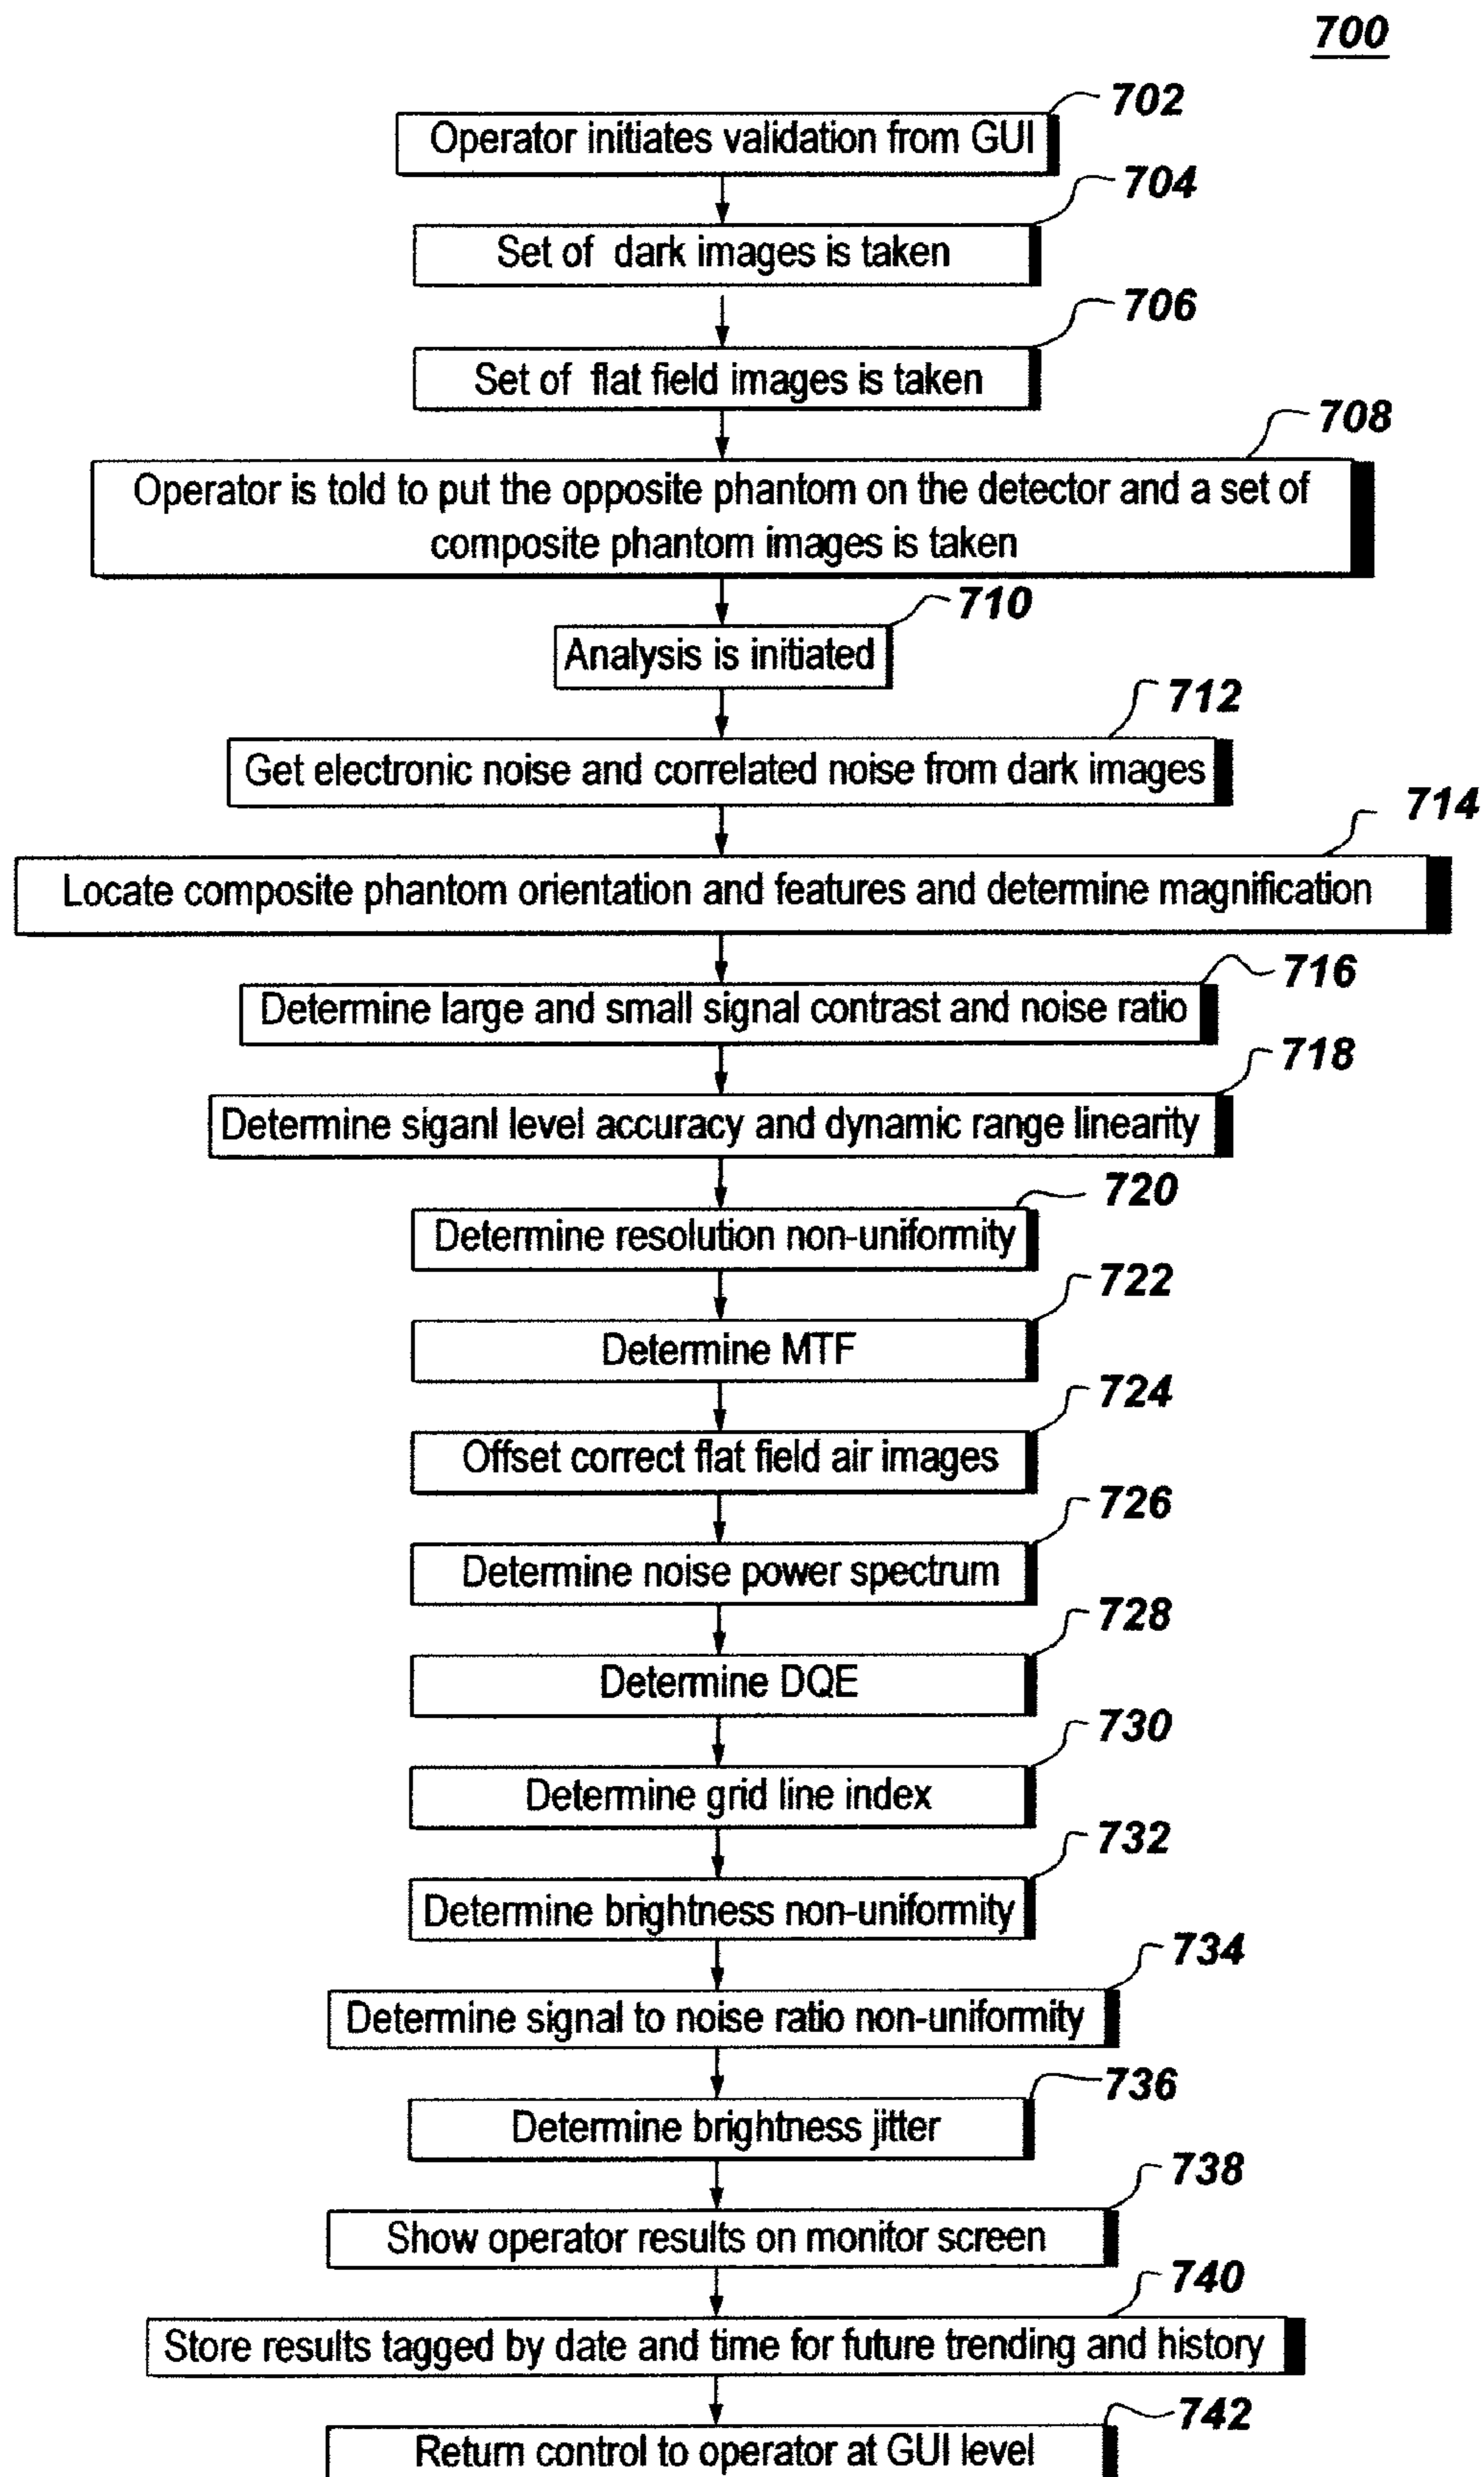 700
702
Operator initiates validation from GUI
704
Set of dark images is taken
706
Set of flat field images is taken
708
Operator is told to put the opposite phantom on the detector and a set of
composite phantom images is taken
710
Analysis is initiated
712
Get electronic noise and correlated noise from dark images
714
Locate composite phantom orientation and features and determine magnification
716
Determine large and small signal contrast and noise ratio
718
Determine siganl level accuracy and dynamic range linearity
720
Determine resolution non-uniformity
722
Determine MTF
724
Offset correct flat field air images
726
Determine noise power spectrum
728
Determine DQE
730
Determine grid line index
732
Determine brightness non-uniformity
734
Determine signal to noise ratio non-uniformity
736
Determine brightness jitter
738
Show operator results on monitor screen
740
Store results tagged by date and time for future trending and history
742
Return control to operator at GUI level